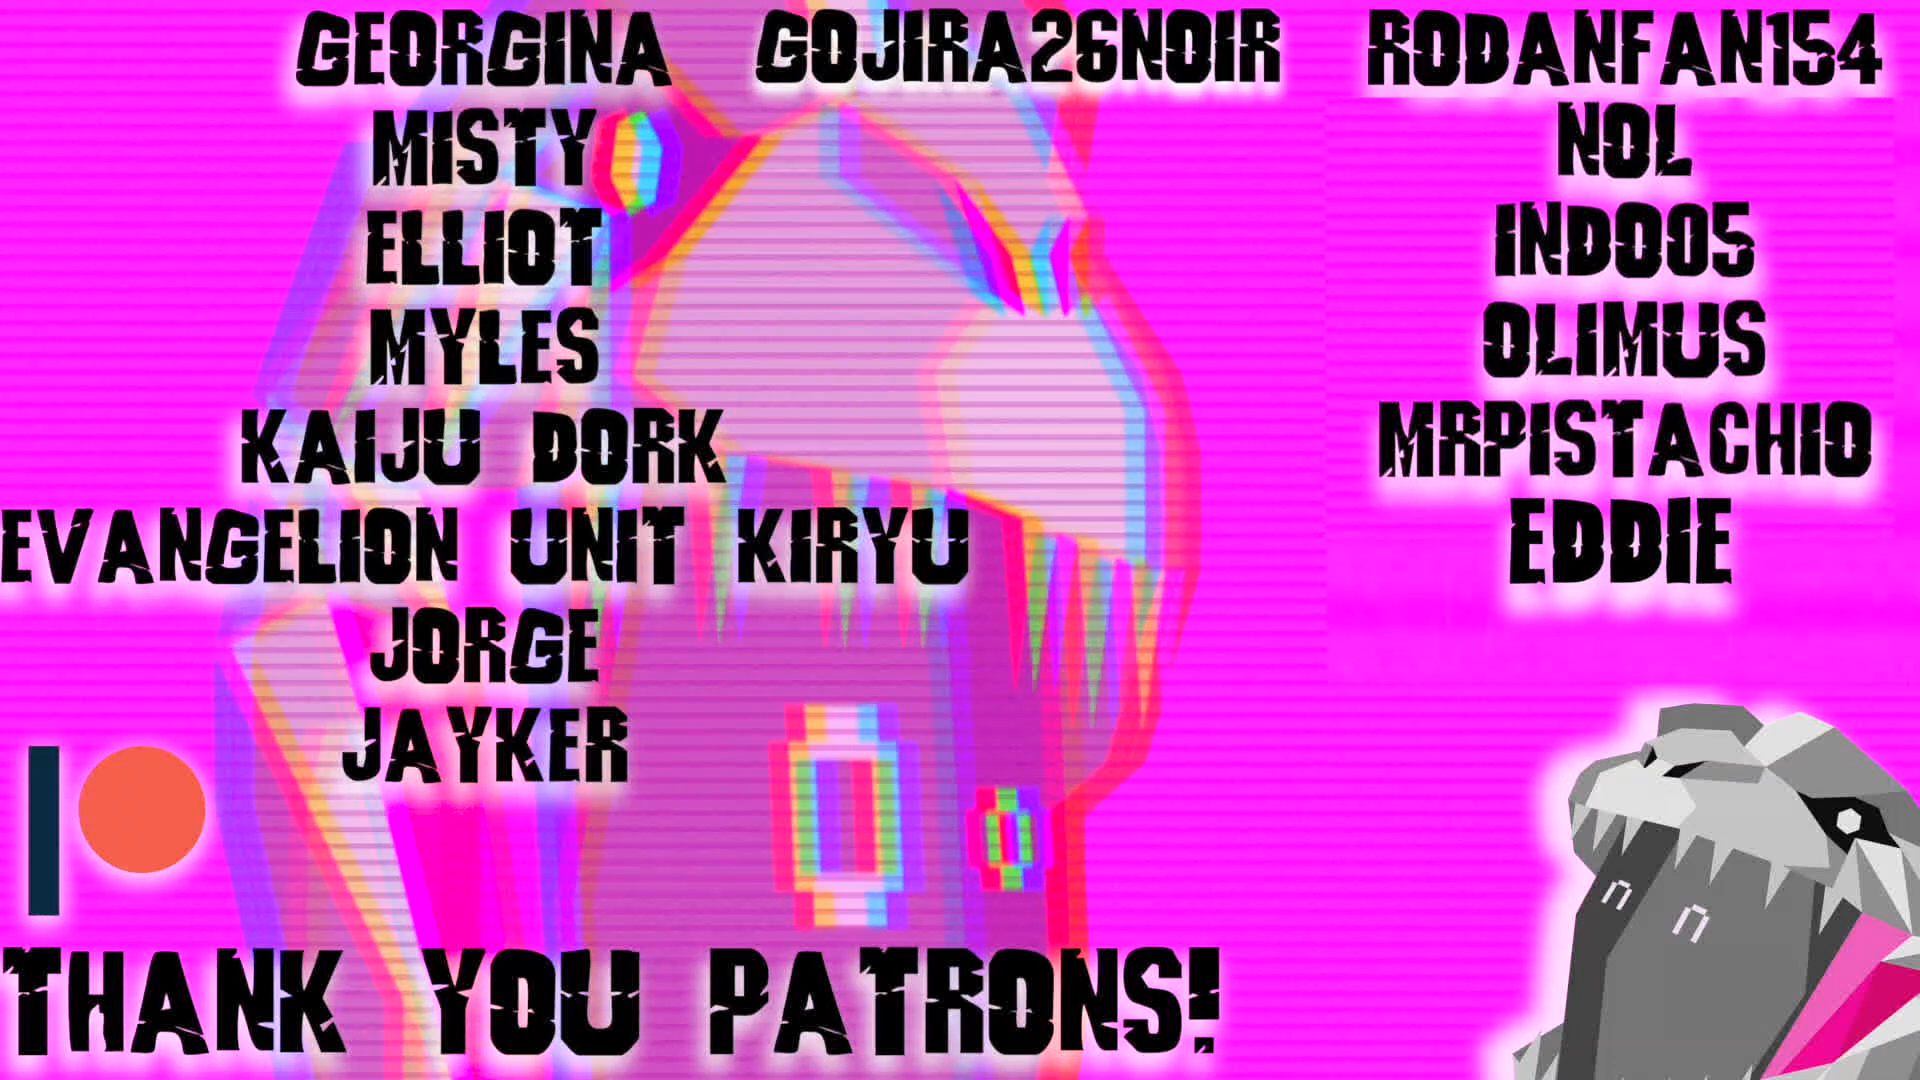 GEORGINA GOJIRA26NOIR RODANFAN154
MISTY
ELLIOT
MYLES
KAIJU DORK
EVANGELION UNIT KIRYU
JORGE
JAYKER
NOL
INDO05
OLIMUS
MRPISTACHIO
EDDIE
THANK YOU PATRONS!